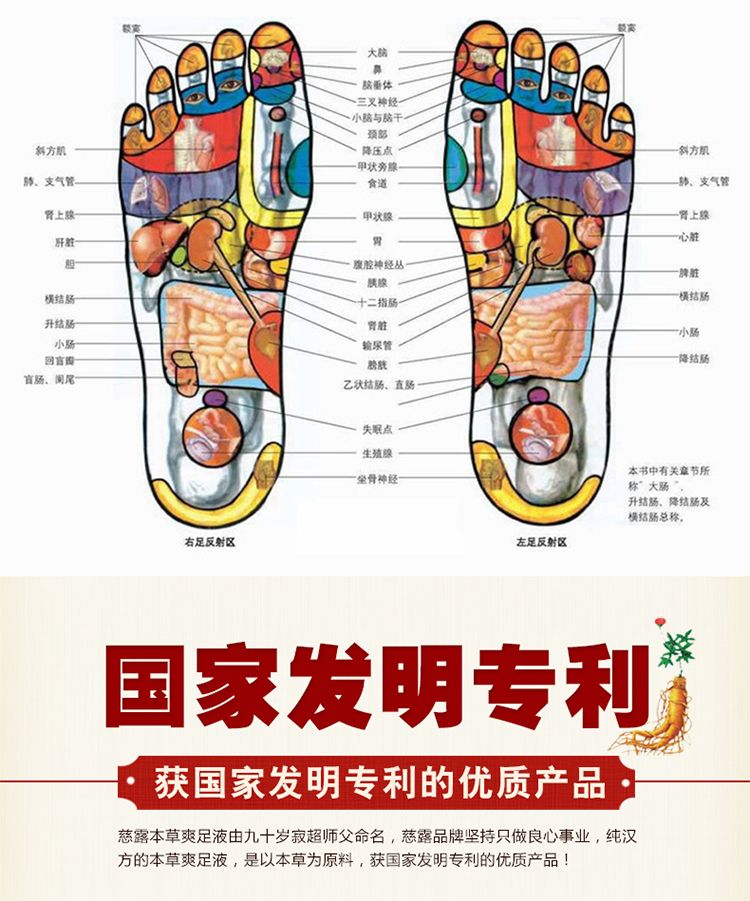 额窦
额窦
大脑
鼻
脑垂体
三叉神经
小脑与脑干
颈部
降压点
甲状旁腺
食道
甲状腺
胃
腹腔神经丛
胰腺
十二指肠
肾脏
输尿管
膀胱
乙状结肠、直肠
失眠点
生殖腺
坐骨神经
斜方肌
肺、支气管
肾上腺
肝脏
胆
横结肠
升结肠
小肠
回盲瓣
盲肠、阑尾
斜方肌
肺、支气管
肾上腺
心脏
脾脏
横结肠
小肠
降结肠
本书中有关章节所
称"大肠"，
升结肠、降结肠及
横结肠总称。
右足反射区
左足反射区
国家发明专利
获国家发明专利的优质产品
慈露本草爽足液由九十岁寂超师父命名，慈露品牌坚持只做良心事业，纯汉
方的本草爽足液，是以本草为原料，获国家发明专利的优质产品！